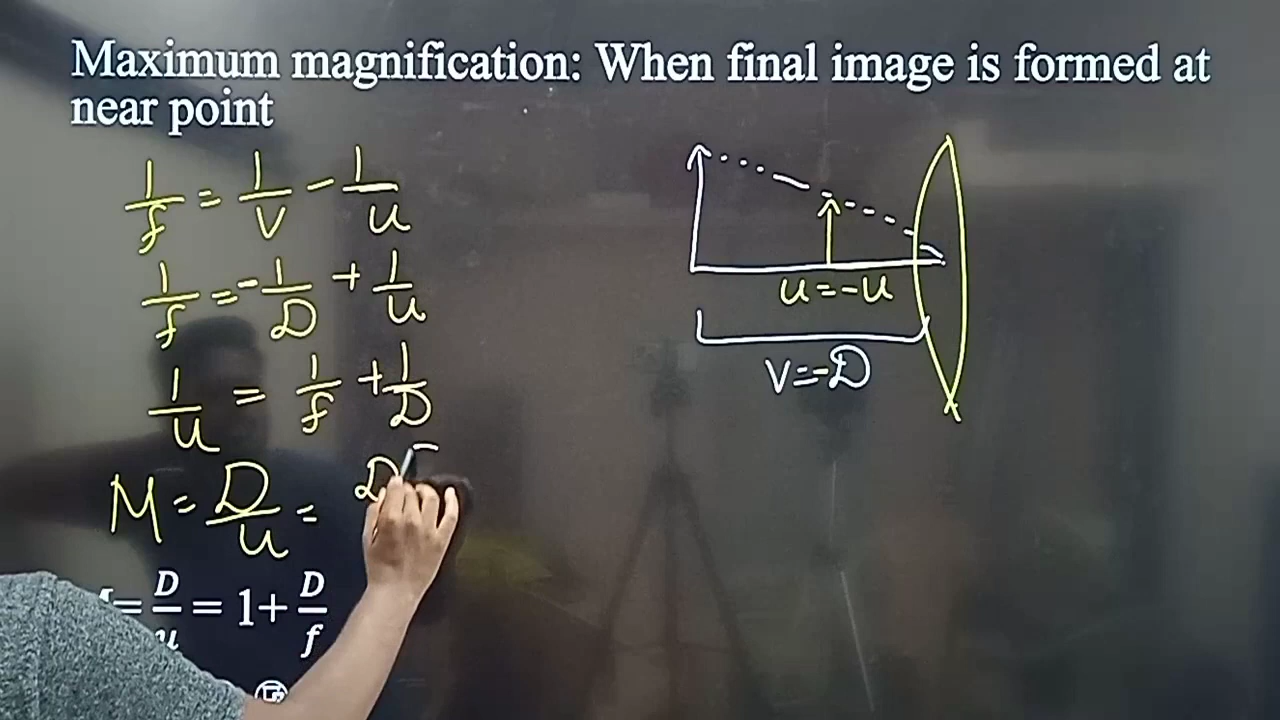 Maximum magnification: When final image is formed at
near point
1/f = 1/v - 1/u
1/f = -1/D + 1/u
1/u = 1/f + 1/D
M = D/u = D
= D/u = 1+ D/f
u=-u
v=-D